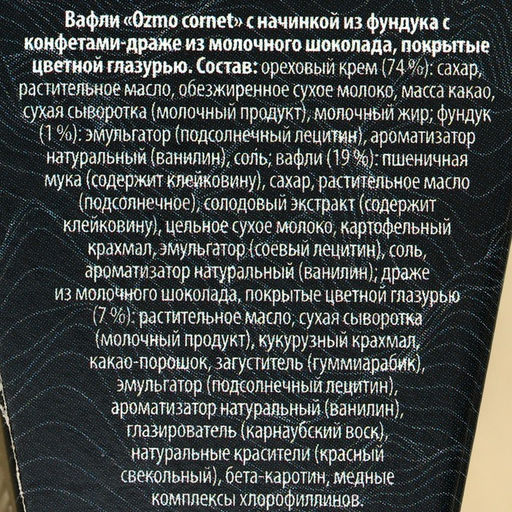 Вафли «Ozmo cornet» с начинкой из фундука с
конфетами-драже из молочного шоколада, покрытые
цветной глазурью. Состав: ореховый крем (74 %): сахар,
растительное масло, обезжиренное сухое молоко, масса какао,
сухая сыворотка (молочный продукт), молочный жир; фундук
(1 %): эмульгатор (подсолнечный лецитин), ароматизатор
натуральный (ванилин), соль; вафли (19 %): пшеничная
мука (содержит клейковину), сахар, растительное масло
(подсолнечное), солодовый экстракт (содержит
клейковину), цельное сухое молоко, картофельный
крахмал, эмульгатор (соевый лецитин), соль,
ароматизатор натуральный (ванилин); драже
из молочного шоколада, покрытые цветной глазурью
(7 %): растительное масло, сухая сыворотка
(молочный продукт), кукурузный крахмал,
какао-порошок, загуститель (гуммиарабик),
эмульгатор (подсолнечный лецитин),
ароматизатор натуральный (ванилин),
глазирователь (карнаубский воск),
натуральные красители (красный
свекольный), бета-каротин, медные
комплексы хлорофиллинов.